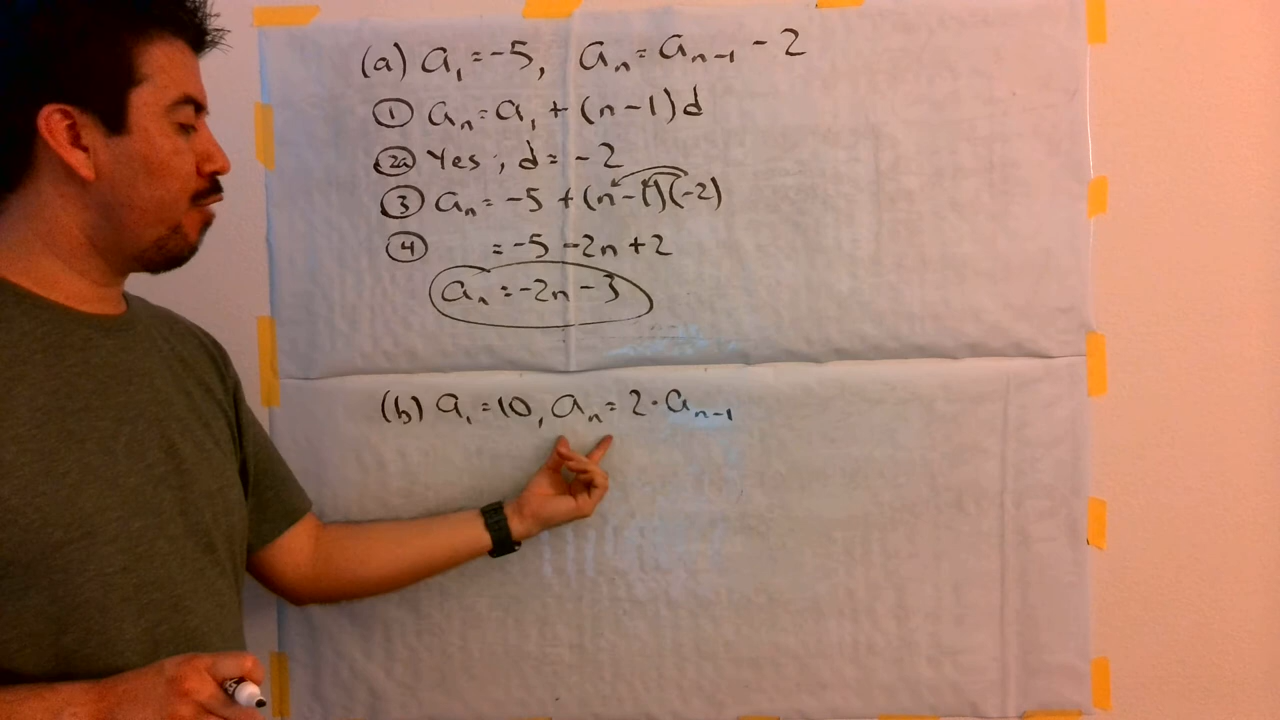 (a) a₁ = -5, aₙ = aₙ₋₁ - 2
① aₙ = a₁ + (n-1)d
2a Yes, d = -2
③ aₙ = -5 + (n-1)(-2)
④ = -5 - 2n + 2
aₙ = -2n - 3
(b) a₁ = 10, aₙ = 2 · aₙ₋₁